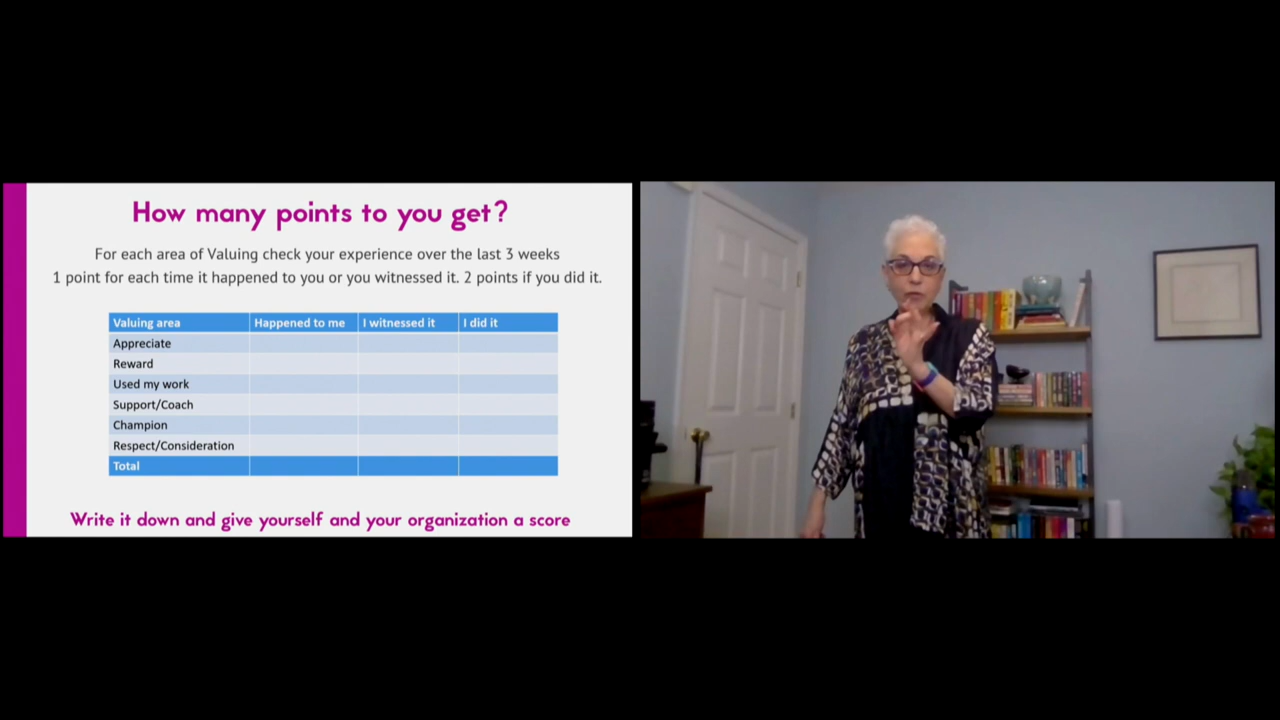 How many points to you get?
For each area of Valuing check your experience over the last 3 weeks
1 point for each time it happened to you or you witnessed it. 2 points if you did it.
Valuing area Happened to me I witnessed it I did it
Appreciate
Reward
Used my work
Support/Coach
Champion
Respect/Consideration
Total
Write it down and give yourself and your organization a score